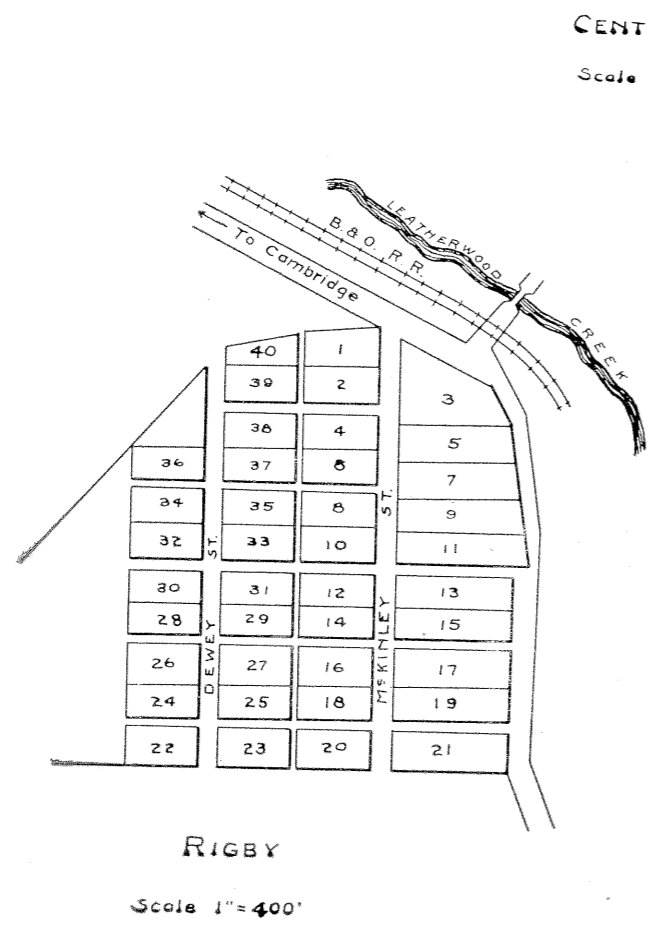 CENT
Scale
LEATHERWOOD CREEK
B. & O. R. R.
To Cambridge
40 1
39 2
3
38 4
5
36 37
7
34 35 8
9
32 33 10
11
30 31 12 13
28 29 14 15
26 27 16 17
24 25 18 19
22 23 20 21
DEWEY ST.
McKINLEY ST.
RIGBY
Scale 1" = 400'